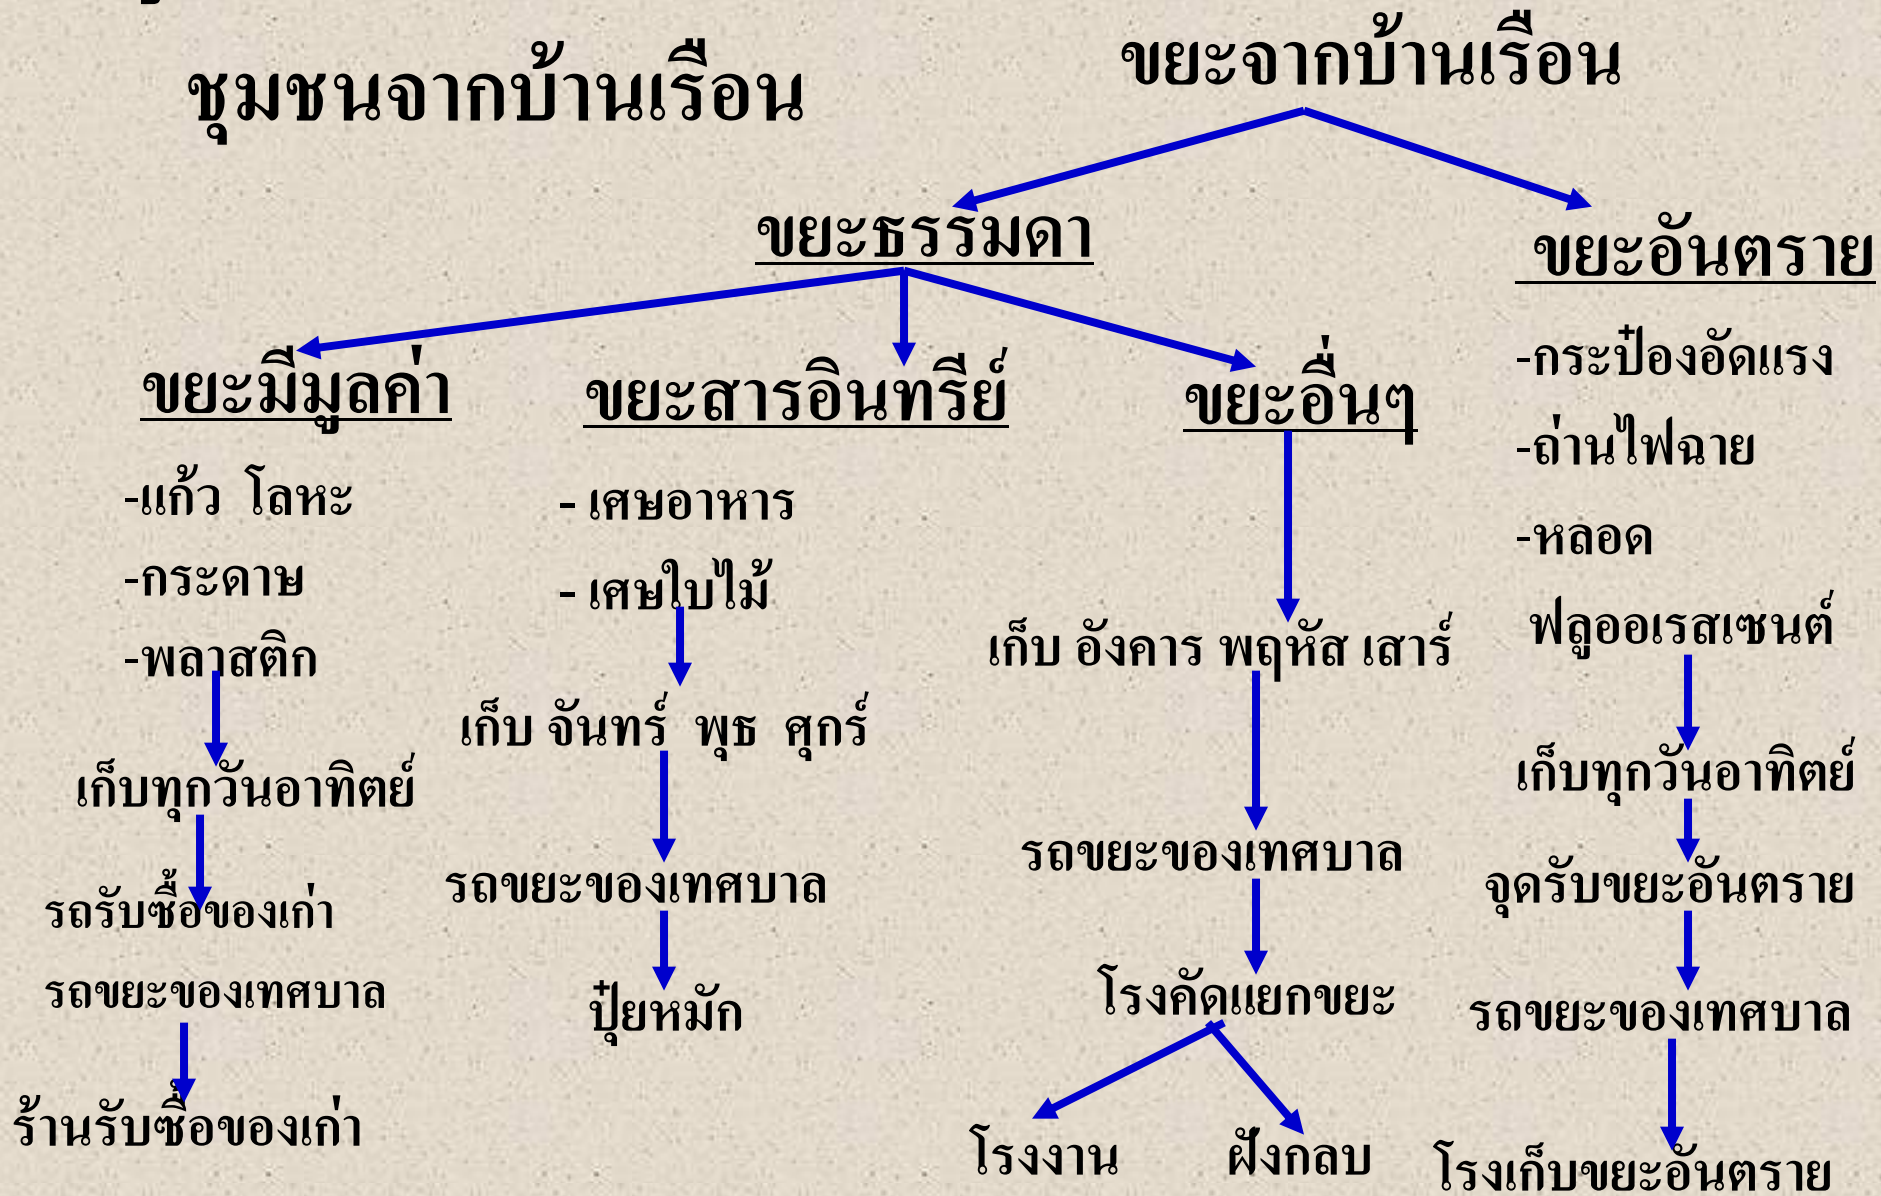 ชุมชนจากบ้านเรือน
ขยะจากบ้านเรือน
ขยะธรรมดา
ขยะอันตราย
ขยะมีมูลค่า
ขยะสารอินทรีย์
ขยะอื่นๆ
-กระป๋องอัดแรง
-ถ่านไฟฉาย
-หลอด
ฟลูออเรสเซนต์
-แก้ว โลหะ
-กระดาษ
-พลาสติก
- เศษอาหาร
- เศษใบไม้
เก็บ อังคาร พฤหัส เสาร์
เก็บ จันทร์ พุธ ศุกร์
เก็บทุกวันอาทิตย์
เก็บทุกวันอาทิตย์
รถขยะของเทศบาล
รถขยะของเทศบาล
จุดรับขยะอันตราย
รถรับซื้อของเก่า
รถขยะของเทศบาล
ปุ๋ยหมัก
โรงคัดแยกขยะ
รถขยะของเทศบาล
ร้านรับซื้อของเก่า
โรงงาน
ฝังกลบ
โรงเก็บขยะอันตราย